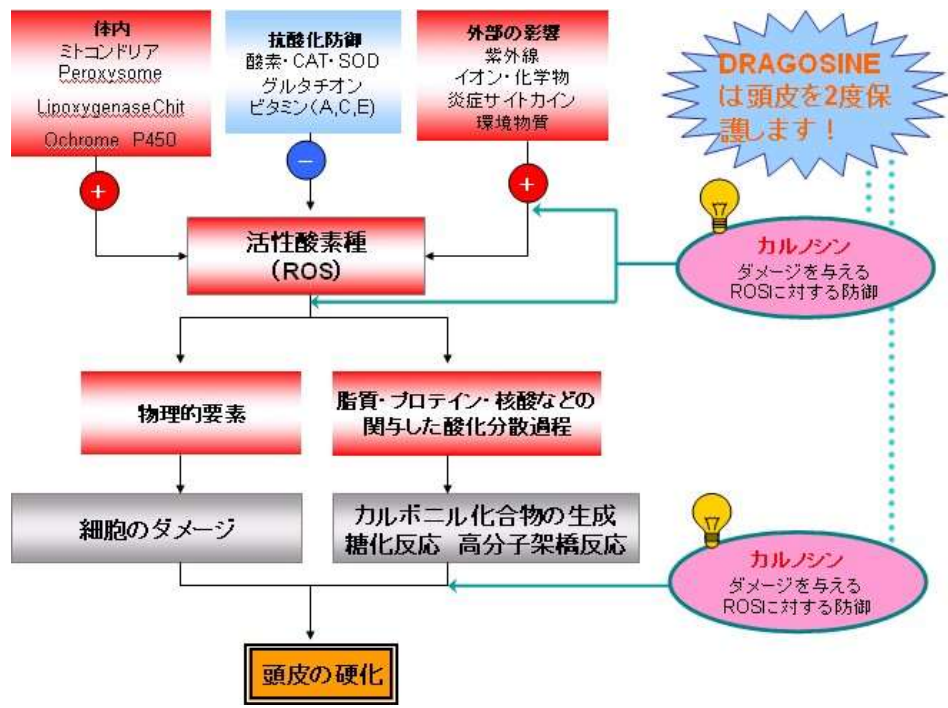 体内
ミトコンドリア
Peroxysome
LipoxygenaseChit
Ochrome P450
抗酸化防御
酸素・CAT・SOD
グルタチオン
ビタミン(A,C,E)
外部の影響
紫外線
イオン・化学物
炎症サイトカイン
環境物質
DRAGOSINE
は頭皮を2度保
護します!
+
−
+
活性酸素種
(ROS)
カルノシン
ダメージを与える
ROSIに対する防御
物理的要素
脂質・プロテイン・核酸などの
関与した酸化分散過程
細胞のダメージ
カルボニル化合物の生成
糖化反応 高分子架橋反応
カルノシン
ダメージを与える
ROSIに対する防御
頭皮の硬化